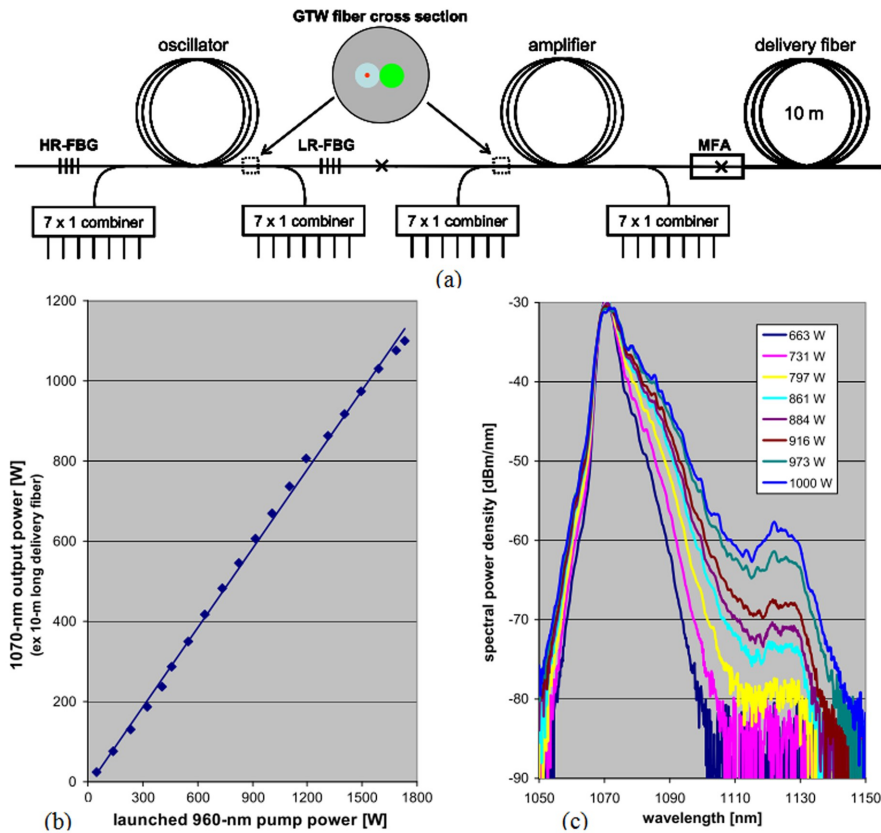 GTW fiber cross section
oscillator
amplifier
delivery fiber
10 m
HR-FBG
LR-FBG
MFA
7 x 1 combiner
7 x 1 combiner
7 x 1 combiner
7 x 1 combiner
(a)
1070-nm output power [W]
(ex 10-m long delivery fiber)
1200
1000
800
600
400
200
0
0 300 600 900 1200 1500 1800
launched 960-nm pump power [W]
(b)
spectral power density [dBm/nm]
-30
-40
-50
-60
-70
-80
-90
663 W
731 W
797 W
861 W
884 W
916 W
973 W
1000 W
1050 1070 1090 1110 1130 1150
wavelength [nm]
(c)